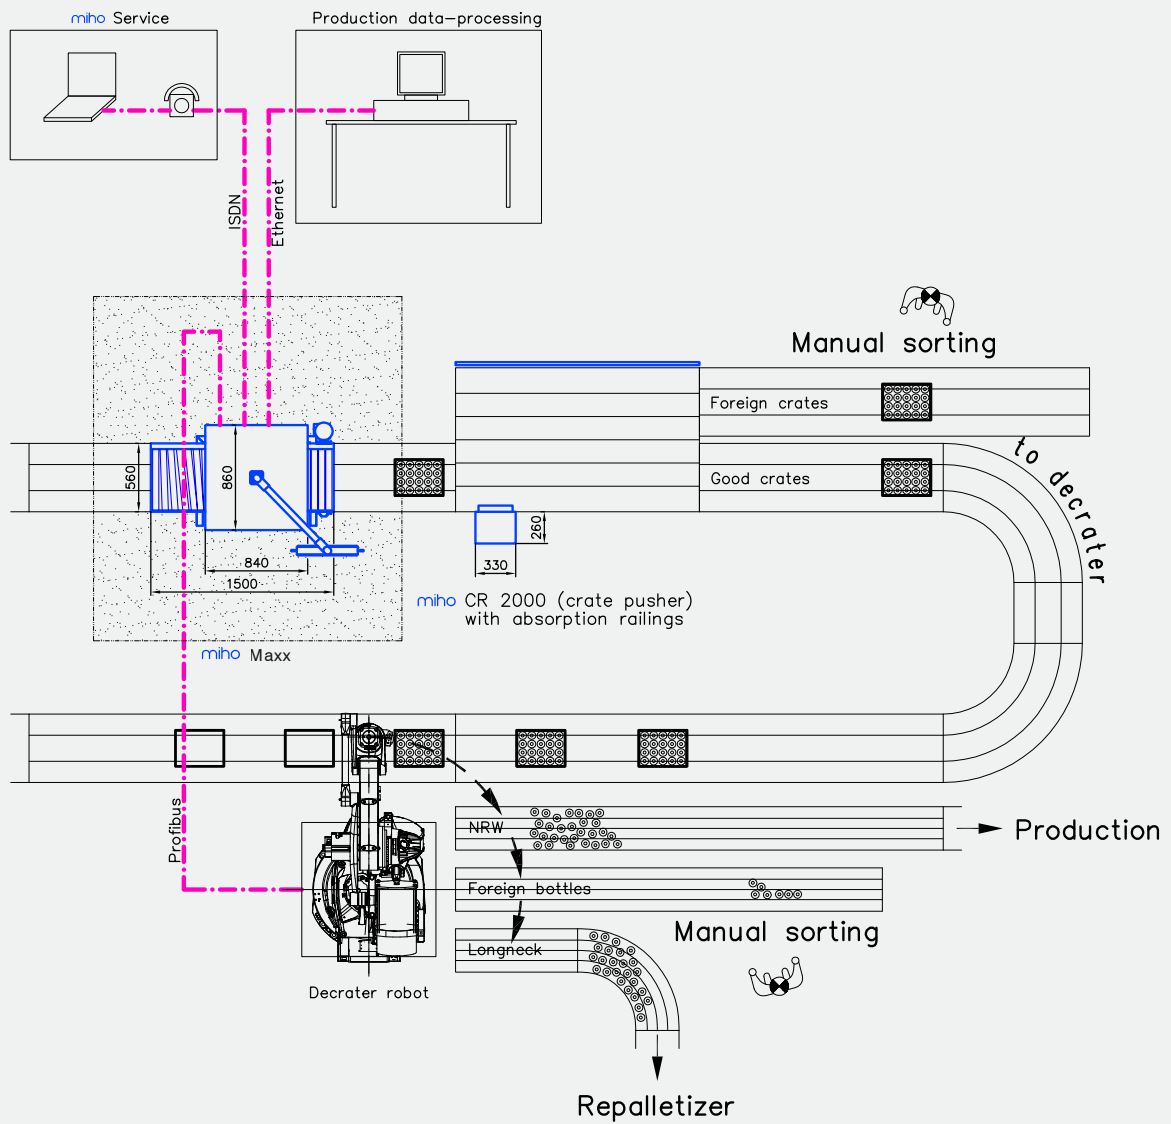 miho Service
Production data-processing
ISDN
Ethernet
Manual sorting
Foreign crates
Good crates
to decrater
560
860
840
1500
260
330
miho CR 2000 (crate pusher)
with absorption railings
miho Maxx
Profibus
NRW
Production
Foreign bottles
Manual sorting
Longneck
Decrater robot
Repalletizer